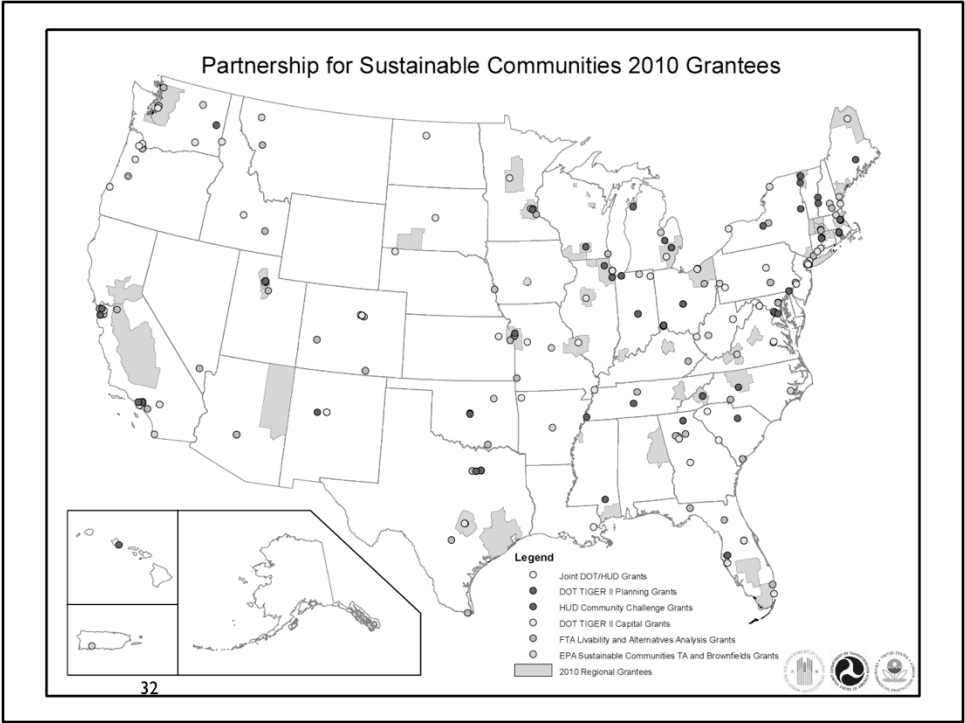 Partnership for Sustainable Communities 2010 Grantees
Legend
Joint DOT/HUD Grants
DOT TIGER II Planning Grants
HUD Community Challenge Grants
DOT TIGER II Capital Grants
FTA Livability and Alternatives Analysis Grants
EPA Sustainable Communities TA and Brownfields Grants
2010 Regional Grantees
32